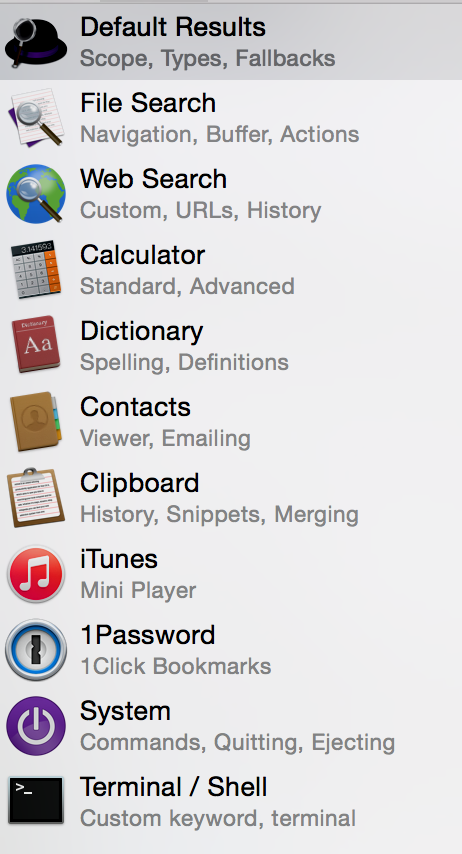 Default Results
Scope, Types, Fallbacks
File Search
Navigation, Buffer, Actions
Web Search
Custom, URLs, History
3.141593
Calculator
Standard, Advanced
Dictionary
Aa
Dictionary
Spelling, Definitions
Contacts
Viewer, Emailing
Clipboard
History, Snippets, Merging
iTunes
Mini Player
1Password
1Click Bookmarks
System
Commands, Quitting, Ejecting
>_
Terminal / Shell
Custom keyword, terminal